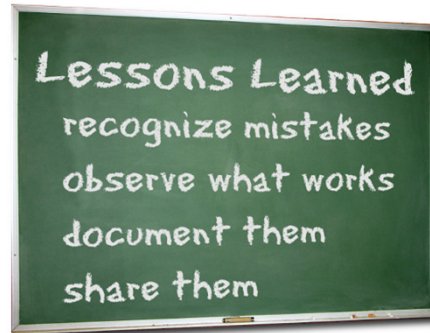 Lessons Learned
recognize mistakes
observe what works
document them
share them